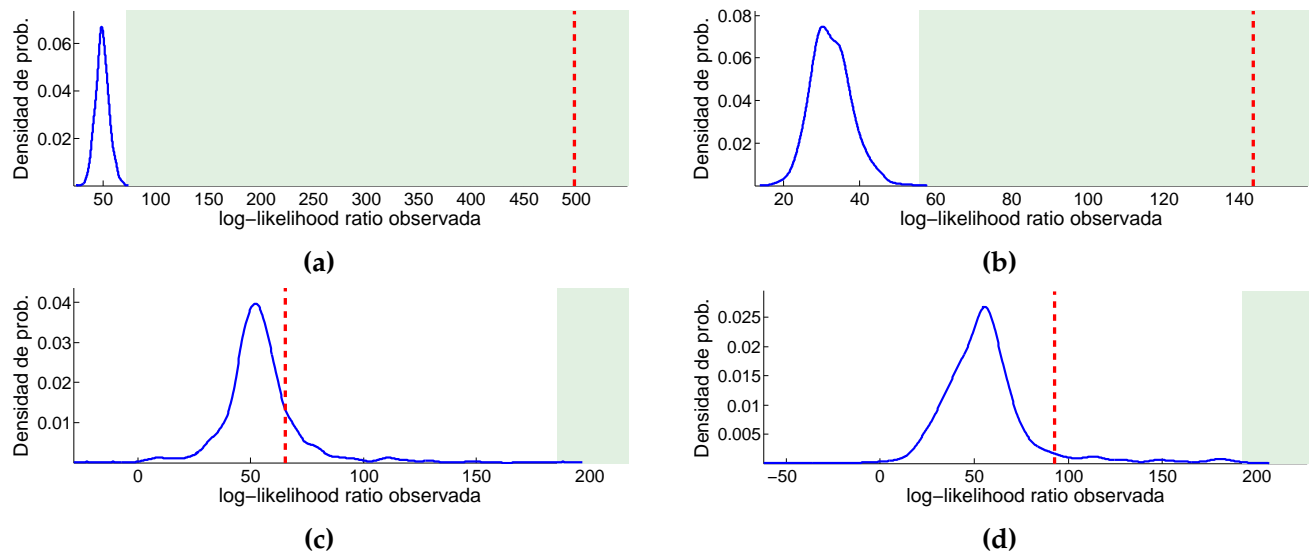 Densidad de prob.
0.06
0.04
0.02
50 100 150 200 250 300 350 400 450 500
log−likelihood ratio observada
(a)
Densidad de prob.
0.08
0.06
0.04
0.02
20 40 60 80 100 120 140
log−likelihood ratio observada
(b)
Densidad de prob.
0.04
0.03
0.02
0.01
0 50 100 150 200
log−likelihood ratio observada
(c)
Densidad de prob.
0.025
0.02
0.015
0.01
0.005
−50 0 50 100 150 200
log−likelihood ratio observada
(d)